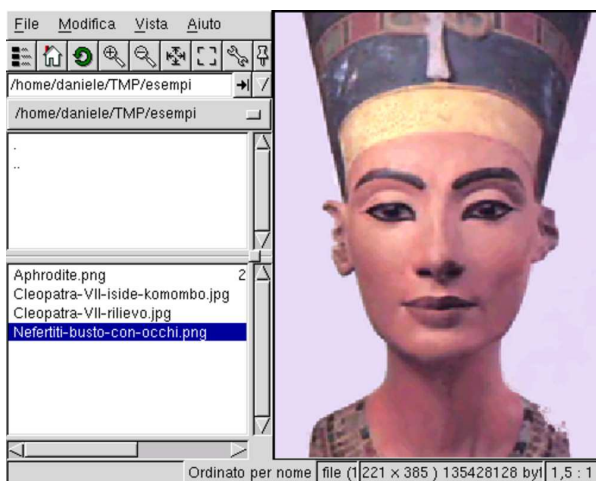 File Modifica Vista Aiuto
/home/daniele/TMP/esempi
/home/daniele/TMP/esempi
.
..
Aphrodite.png 2
Cleopatra-VII-iside-komombo.jpg
Cleopatra-VII-rilievo.jpg
Nefertiti-busto-con-occhi.png
Ordinato per nome file (1 221 × 385 ) 135428128 byt 1,5 : 1